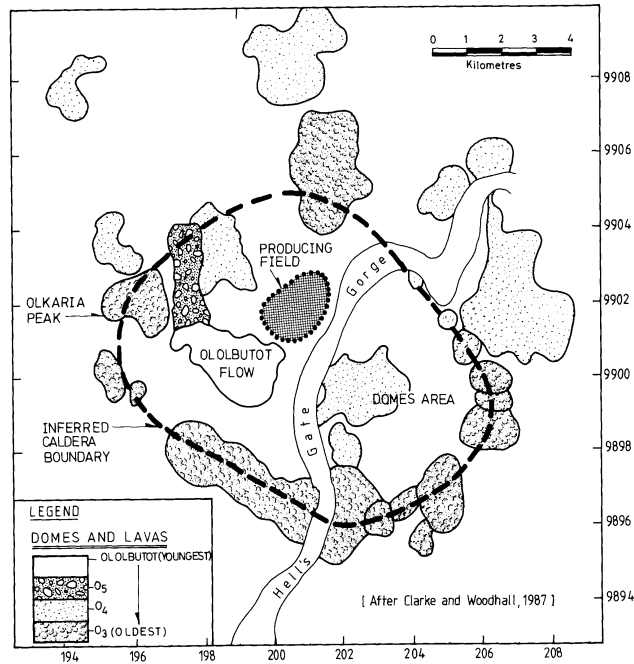 0 1 2 3 4
Kilometres
9908
9906
9904
9902
9900
9898
9896
9894
PRODUCING
FIELD
Gorge
OLKARIA
PEAK
OLOLBUTOT
FLOW
DOMES AREA
Gate
INFERRED
CALDERA
BOUNDARY
Hell's
LEGEND
DOMES AND LAVAS
OLOLBUTOT (YOUNGEST)
O5
O4
O3 (OLDEST)
[ After Clarke and Woodhall, 1987 ]
194 196 198 200 202 204 206 208